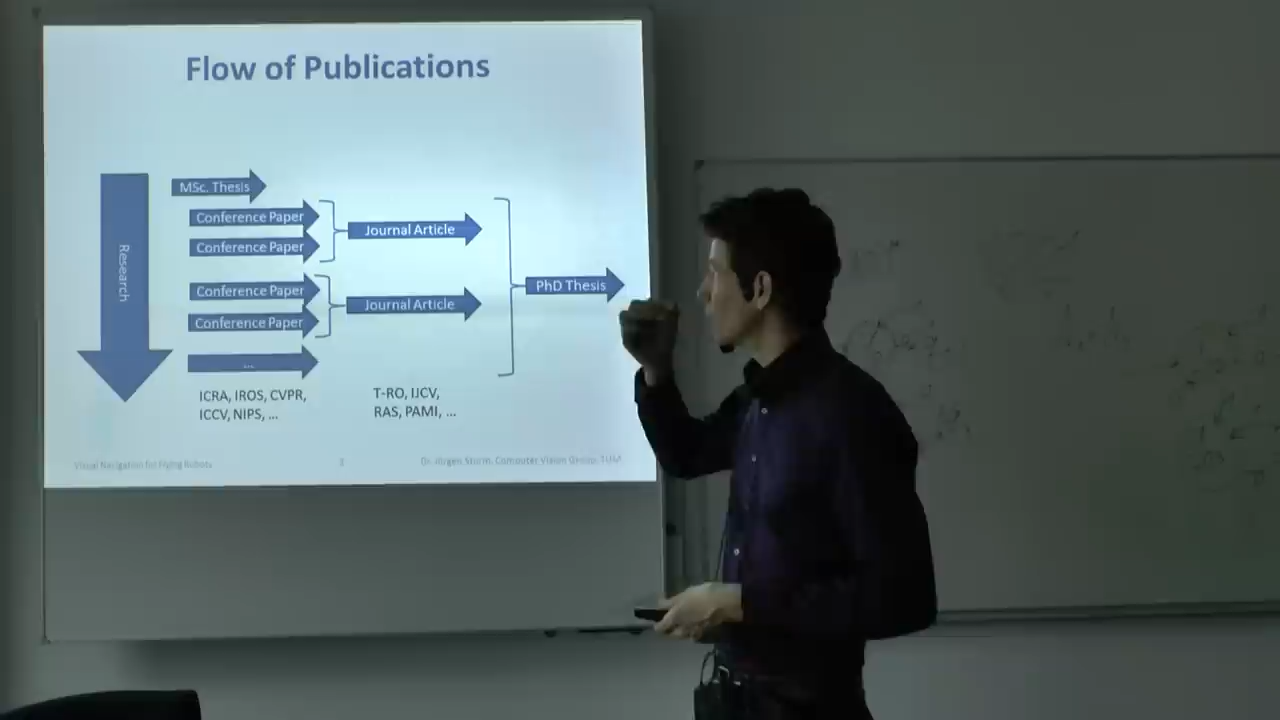 Flow of Publications
Research
MSc. Thesis
Conference Paper
Conference Paper
Journal Article
Conference Paper
Conference Paper
Journal Article
...
PhD Thesis
ICRA, IROS, CVPR,
ICCV, NIPS, ...
T-RO, IJCV,
RAS, PAMI, ...
Visual Navigation for Flying Robots
2
Dr. Jürgen Sturm, Computer Vision Group, TUM